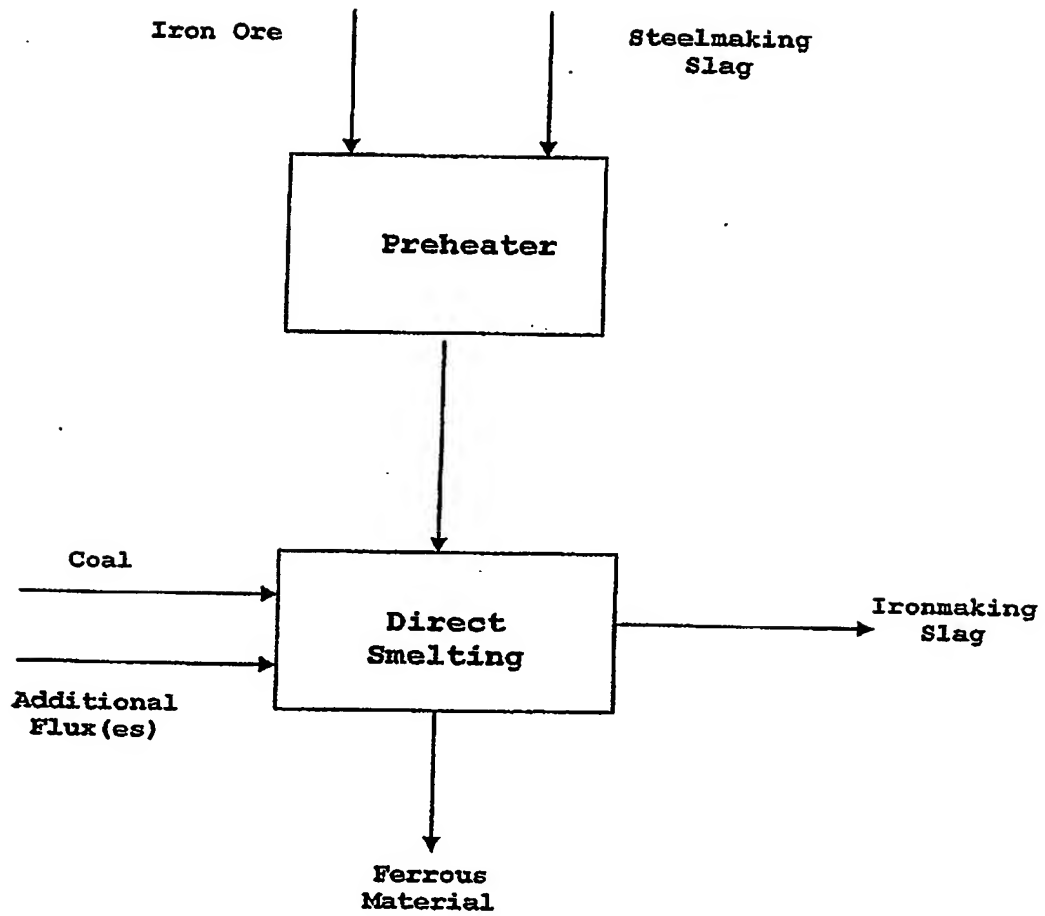 Iron Ore
Steelmaking
Slag
Preheater
Coal
Direct
Smelting
Ironmaking
Slag
Additional
Flux(es)
Ferrous
Material